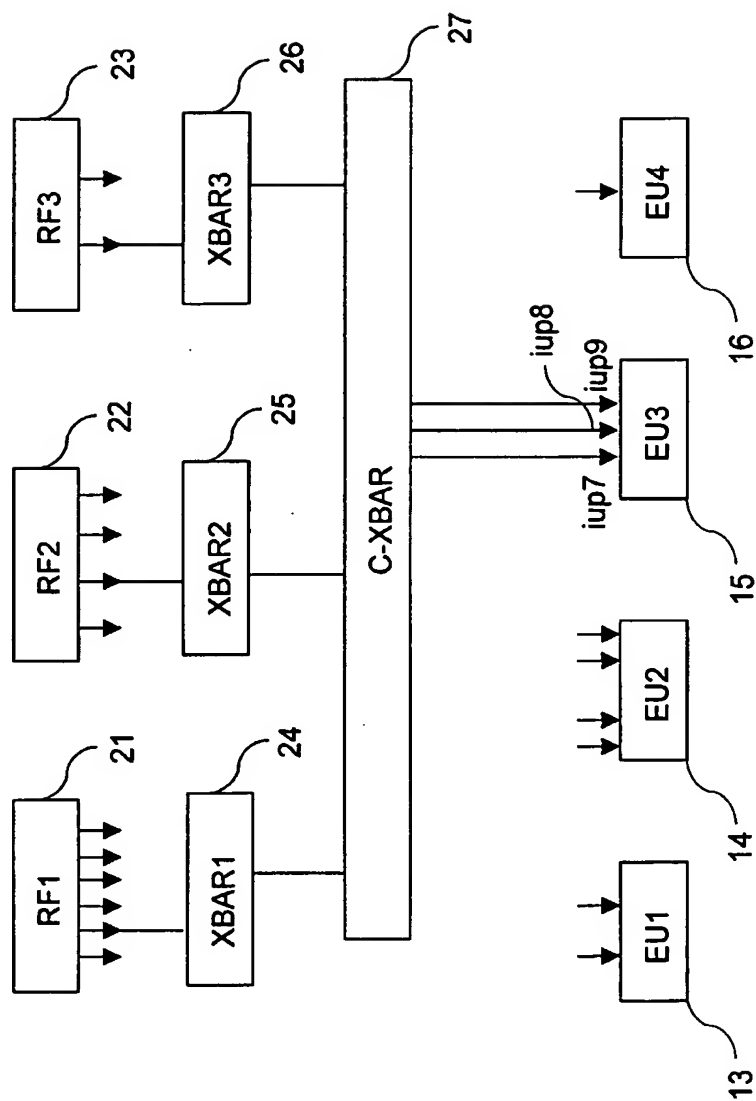 23
22
21
RF3
RF2
RF1
26
25
24
XBAR3
XBAR2
XBAR1
27
C-XBAR
iup8
iup9
iup7
EU4
EU3
EU2
EU1
16
15
14
13